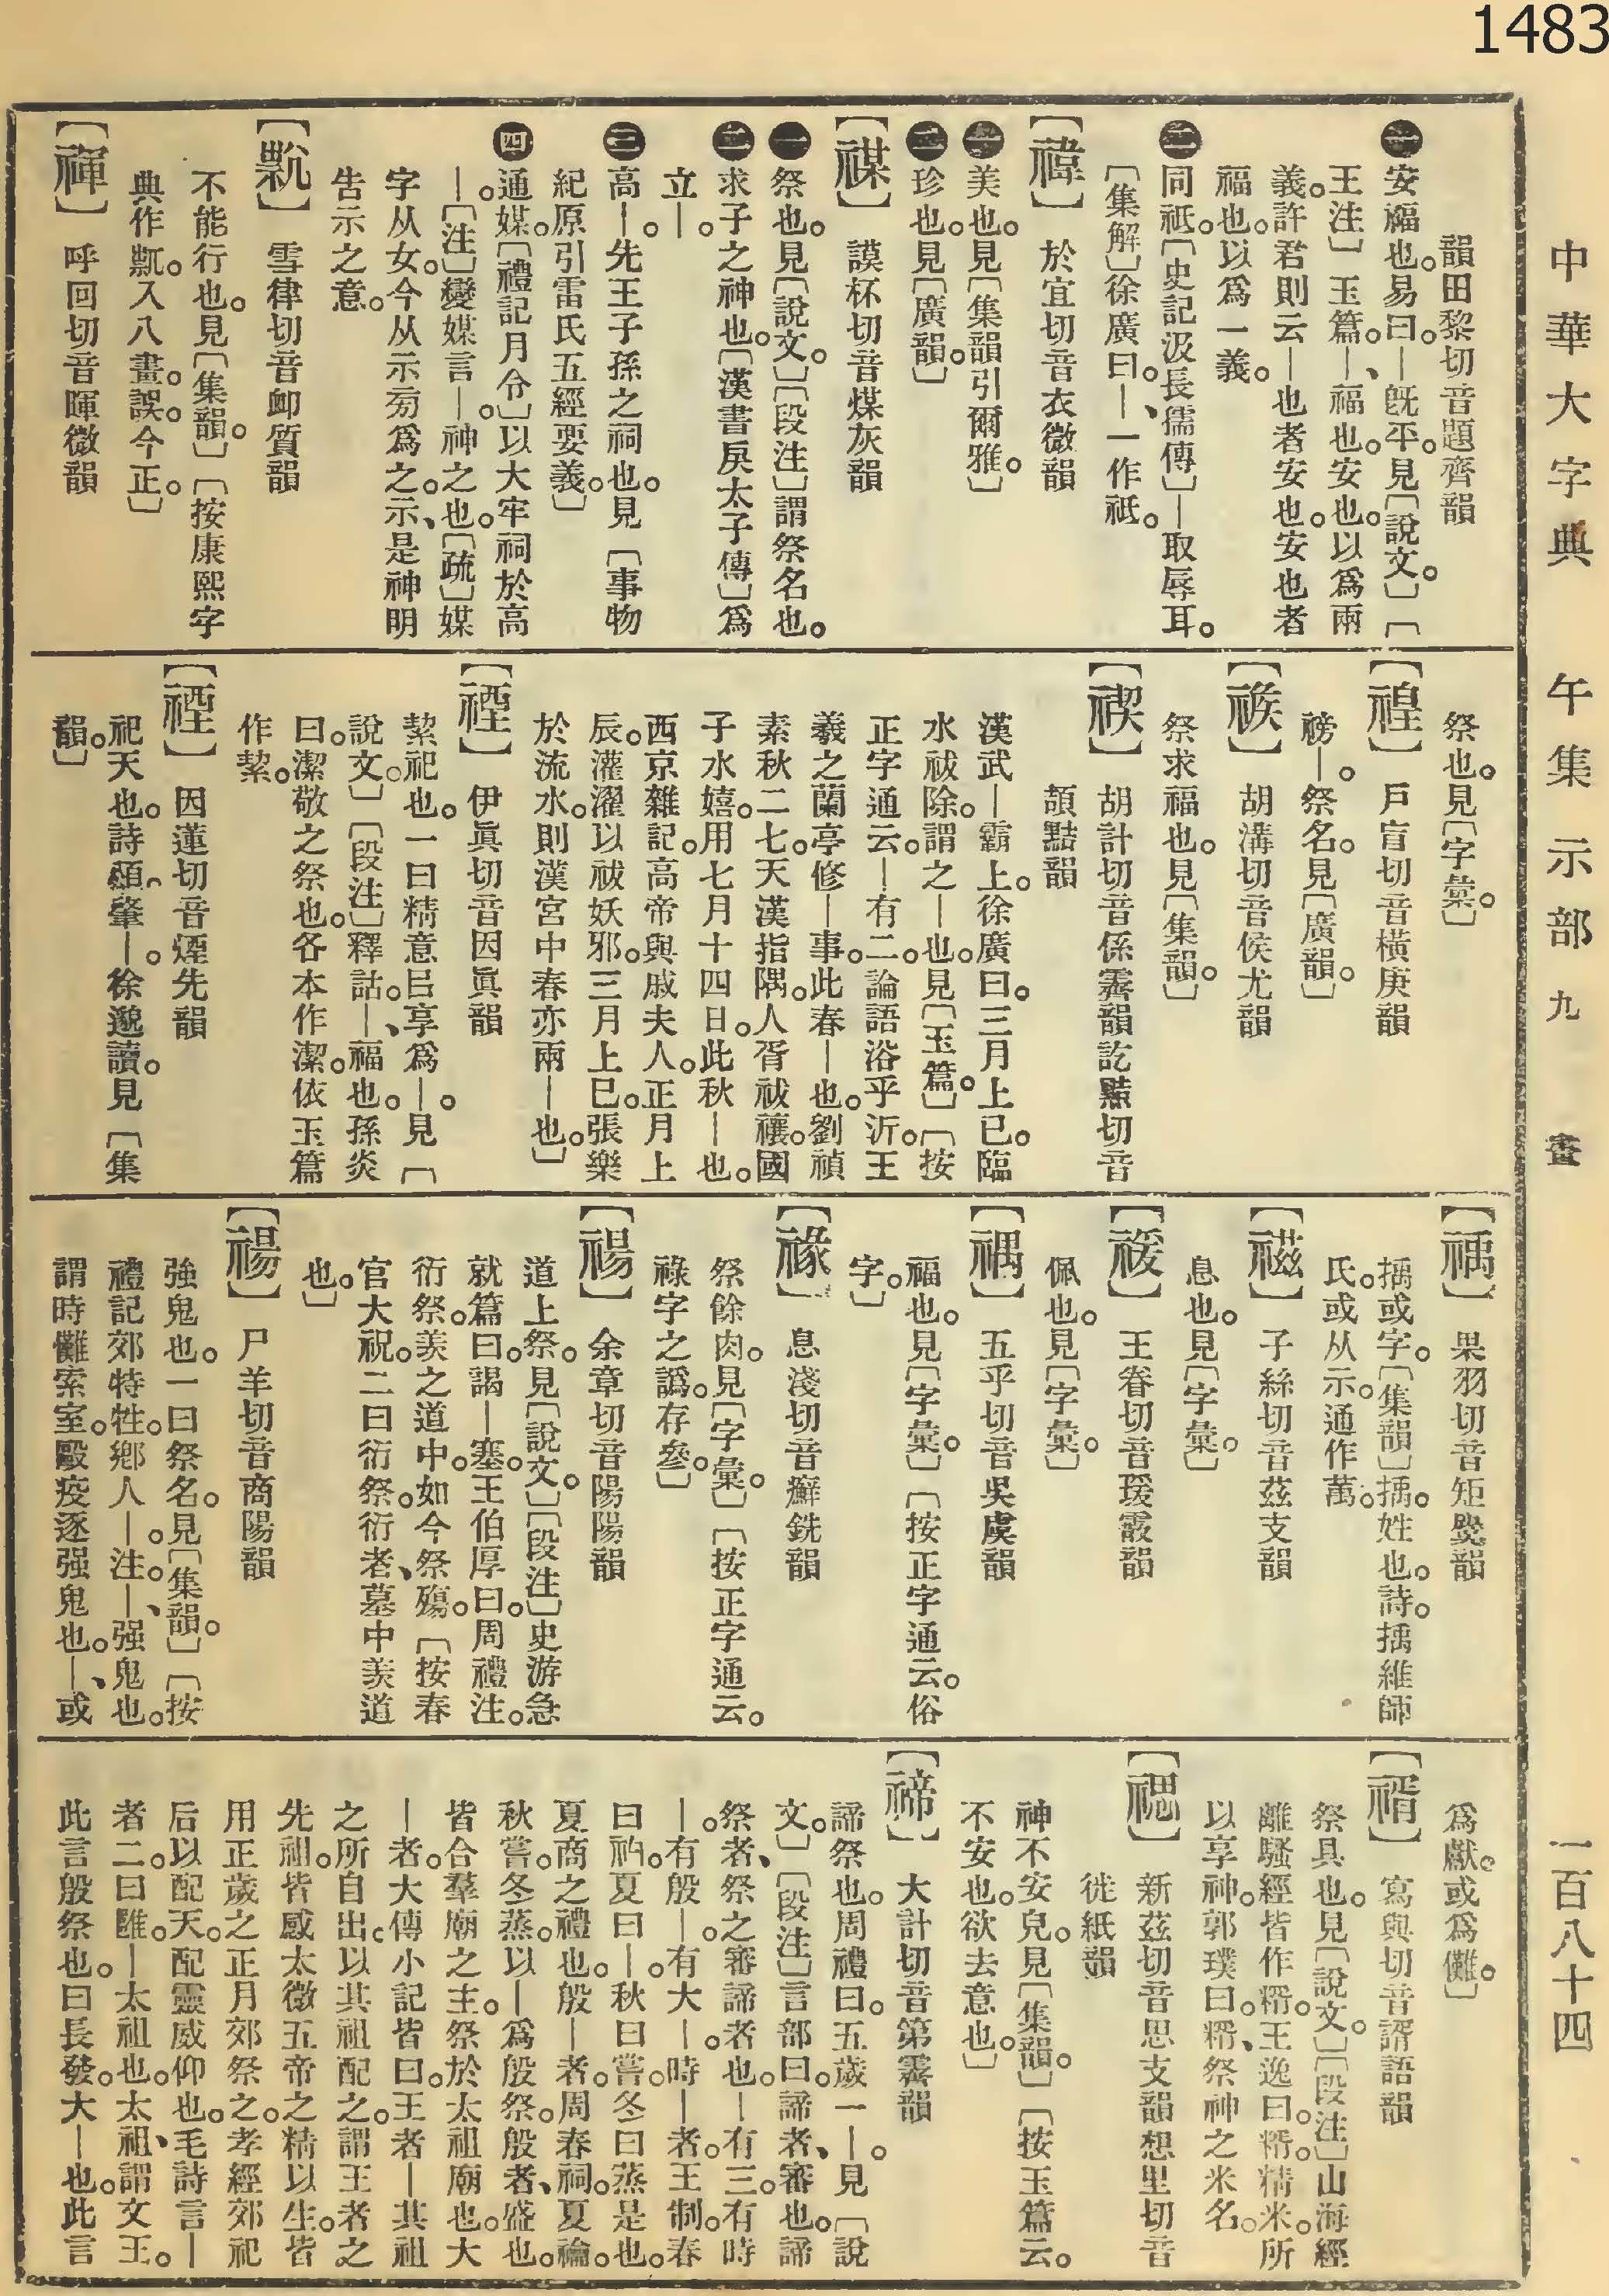 1483
中華大字典 午集 示部 九畫 一百八十四
韻田黎切音題齊韻
㊀安福也。易曰。—旣平。見〔說文。〕〔
王注〕玉篇。—、福也。安也。以爲兩
義。許君則云—也者安也。安也者
福也。以爲一義。
㊁同祇。〔史記汲長孺傳〕—取辱耳。
〔集解〕徐廣曰。—、一作祇。
〔禕〕 於宜切音衣微韻
㊀美也。見〔集韻引爾雅。〕
㊁珍也。見〔廣韻。〕
〔禖〕 謨杯切音煤灰韻
㊀祭也。見〔說文。〕〔段注〕謂祭名也。
㊁求子之神也。〔漢書戾太子傳〕爲
立—。
㊂高—。先王子孫之祠也。見〔事物
紀原引雷氏五經要義。〕
㊃通媒。〔禮記月令〕以大牢祠於高
—。〔注〕變媒言—。神之也。〔疏〕媒
字从女。今从示旁爲之。示、是神明
告示之意。
雪律切音卹質韻
不能行也。見〔集韻。〕〔按康熙字
入八畫。誤。今正。〕
〔禈〕 呼回切音暉微韻
祭也。見〔字彙。〕
〔䄓〕 戶盲切音橫庚韻
禜—。祭名。見〔廣韻。〕
胡溝切音侯尤韻
祭求福也。見〔集韻。〕
〔禊〕 胡計切音係霽韻訖黠切音
頡黠韻
漢武—霸上。徐廣曰。三月上巳。臨
水祓除。謂之—也。見〔玉篇。〕〔按
正字通云。—有二。論語浴乎沂。王
羲之蘭亭修—事。此春—也。劉禎
素秋二七。天漢指隅。人胥祓禳。國
子水嬉。用七月十四日。此秋—也。
西京雜記。高帝與戚夫人。正月上
辰。灌濯以祓妖邪。三月上巳。張樂
於流水。則漢宮中春亦兩—也。〕
〔禋〕 伊眞切音因眞韻
絜祀也。一曰精意㠯享爲—。見〔
說文。〕〔段注〕釋詁。—、福也。孫炎
曰。潔敬之祭也。各本作潔。依玉篇
作絜。
〔禋〕 因蓮切音煙先韻
祀天也。詩頌。肇—。徐邈讀。見〔集
韻。〕
〔䄔〕 果羽切音矩麌韻
或字。〔集韻〕 姓也。詩。 維師
氏。或从示。通作萬。
〔禌〕 子絲切音茲支韻
息也。見〔字彙。〕
〔禐〕 王眷切音瑗霰韻
佩也。見〔字彙。〕
〔禑〕 五乎切音吳虞韻
福也。見〔字彙。〕〔按正字通云。俗
字。〕
〔禒〕 息淺切音癬銑韻
祭餘肉。見〔字彙。〕〔按正字通云。
祿字之譌。存參。〕
〔禓〕 余章切音陽陽韻
道上祭。見〔說文。〕〔段注〕史游急
就篇曰。謁—塞。王伯厚曰。周禮注。
衍祭。羡之道中。如今祭殤。〔按春
官大祝。二曰衍祭。衍者、墓中羡道
也。〕
〔禓〕 尸羊切音商陽韻
強鬼也。一曰祭名。見〔集韻。〕〔按
禮記郊特牲。鄉人—。注。—、强鬼也。
謂時儺索室。毆疫逐强鬼也。—、或
爲獻。或爲儺。〕
〔𥚩〕 寫與切音諝語韻
祭具也。見〔說文。〕〔段注〕山海經
離騷經皆作糈。王逸曰。糈。精米。所
以享神。郭璞曰。糈、祭神之米名。
〔禗〕 新茲切音思支韻想里切音
徙紙韻
神不安皃。見〔集韻。〕〔按玉篇云。
不安也。欲去意也。〕
〔禘〕 大計切音第霽韻
諦祭也。周禮曰。五歲一—。見〔說
文。〕〔段注〕言部曰。諦者、審也。諦
祭者、祭之審諦者也。—有三。有時
—。有殷—。有大—。時—者。王制。春
曰礿。夏曰—。秋曰嘗。冬曰蒸是也。
夏商之禮也。殷—者。周春祠。夏禴。
秋嘗。冬蒸。以—爲殷祭。殷者、盛也。
皆合羣廟之主。祭於太祖廟也。大
—者。大傳小記皆曰。王者—其祖
之所自出。以其祖配之。謂王者之
先祖。皆感太微五帝之精以生。皆
用正歲之正月郊祭之。孝經郊祀
后以配天。配靈威仰也。毛詩言—
者二。曰雝。—太祖也。太祖、謂文王。
此言殷祭也。曰長發。大—也。此言